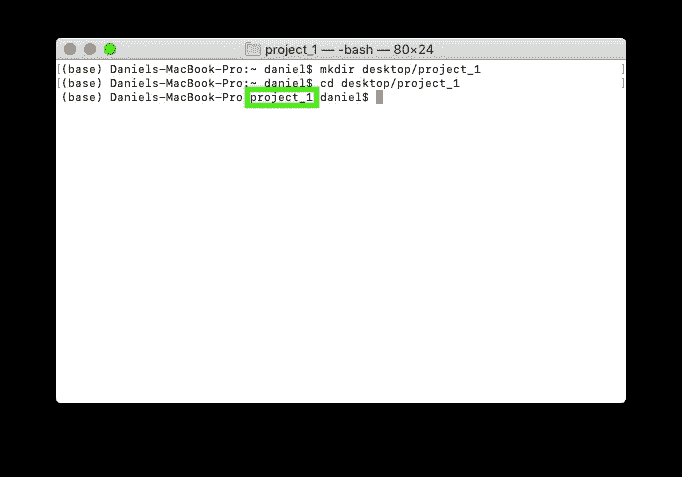 project_1 — -bash — 80×24
[(base) Daniels-MacBook-Pro:~ daniel$ mkdir desktop/project_1 ]
[(base) Daniels-MacBook-Pro:~ daniel$ cd desktop/project_1 ]
(base) Daniels-MacBook-Pro project_1 daniel$